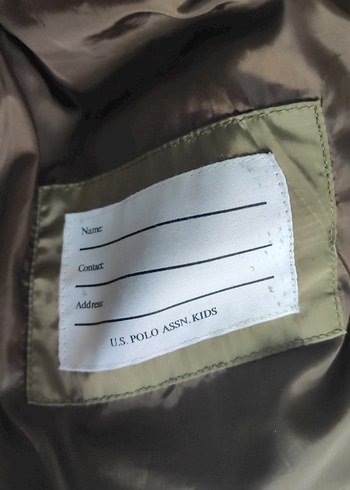 Name:
Contact:
Address:
U.S. POLO ASSN. KIDS